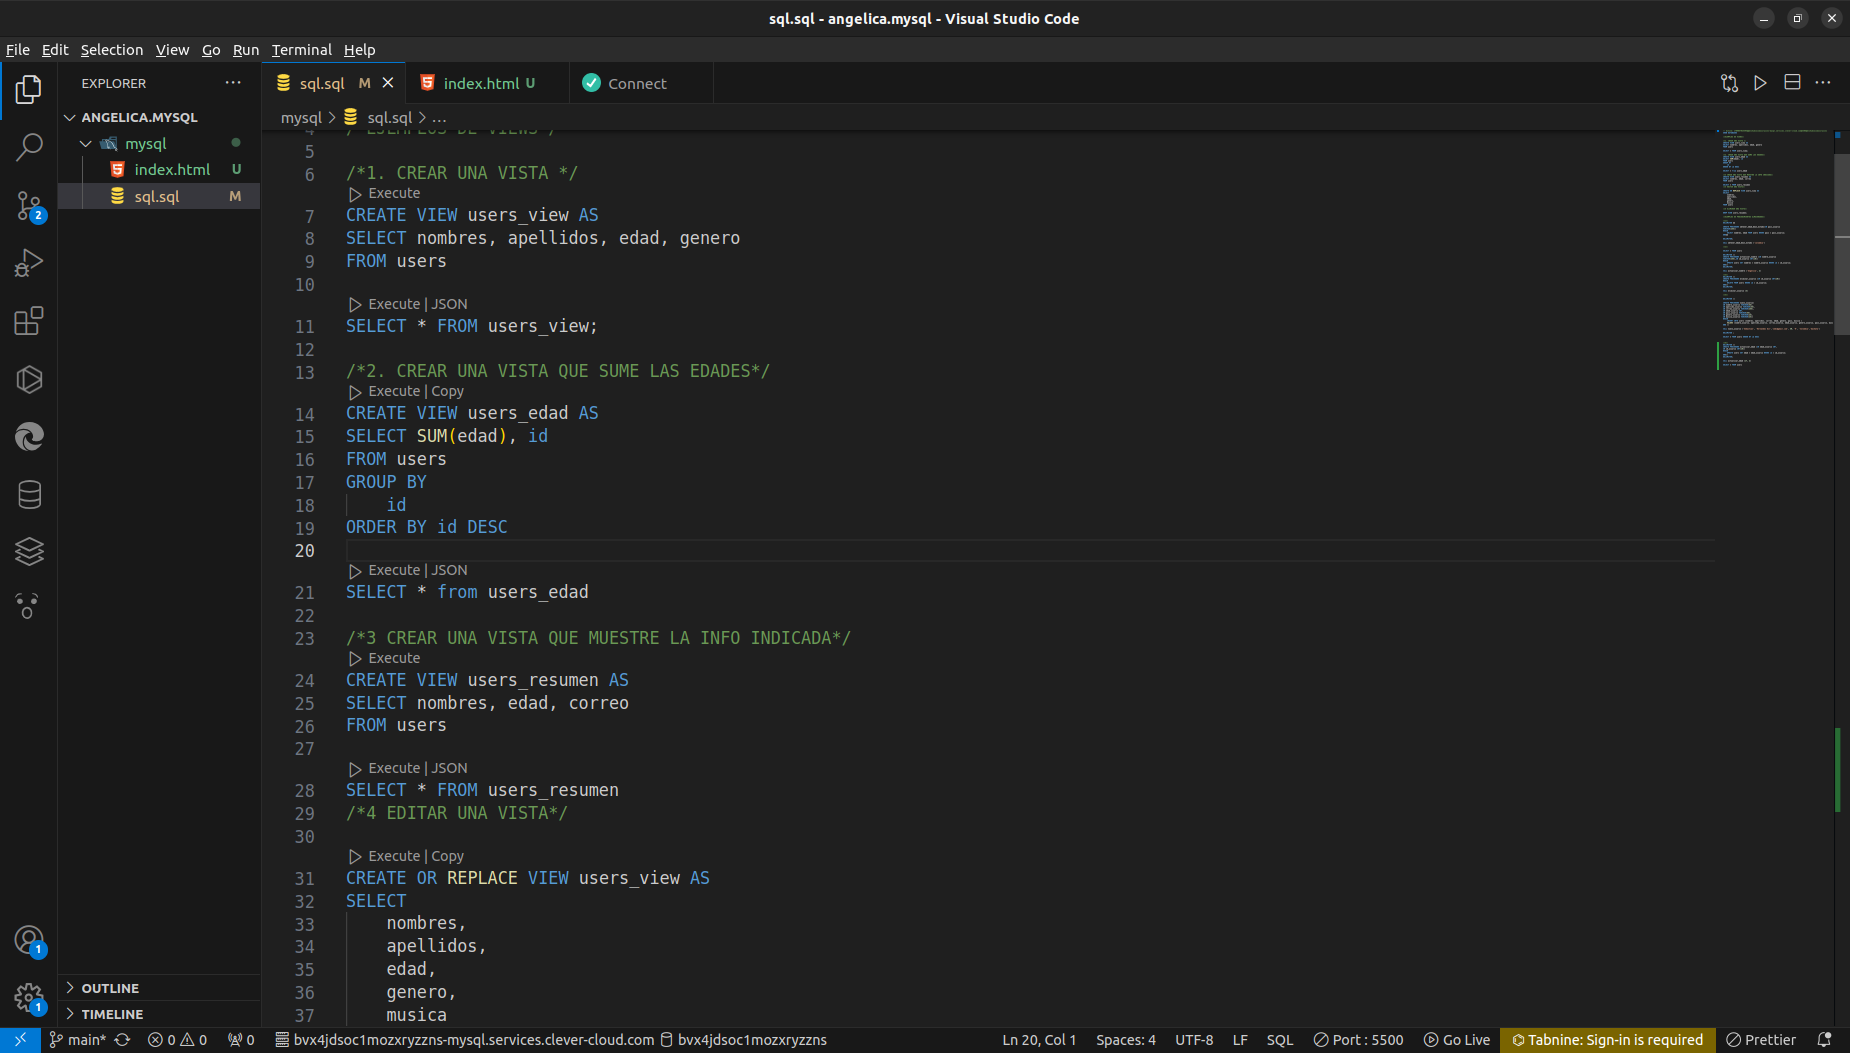 sql.sql - angelica.mysql - Visual Studio Code
File Edit Selection View Go Run Terminal Help
EXPLORER
sql.sql M
index.html U
Connect
ANGELICA.MYSQL
mysql
index.html U
sql.sql M
mysql > sql.sql > ...
4 /*EJEMPLOS DE VIEWS*/
5
6 /*1. CREAR UNA VISTA */
Execute
7 CREATE VIEW users_view AS
8 SELECT nombres, apellidos, edad, genero
9 FROM users
10
Execute | JSON
11 SELECT * FROM users_view;
12
13 /*2. CREAR UNA VISTA QUE SUME LAS EDADES*/
Execute | Copy
14 CREATE VIEW users_edad AS
15 SELECT SUM(edad), id
16 FROM users
17 GROUP BY
18 id
19 ORDER BY id DESC
20
Execute | JSON
21 SELECT * from users_edad
22
23 /*3 CREAR UNA VISTA QUE MUESTRE LA INFO INDICADA*/
Execute
24 CREATE VIEW users_resumen AS
25 SELECT nombres, edad, correo
26 FROM users
27
Execute | JSON
28 SELECT * FROM users_resumen
29 /*4 EDITAR UNA VISTA*/
30
Execute | Copy
31 CREATE OR REPLACE VIEW users_view AS
32 SELECT
33 nombres,
34 apellidos,
35 edad,
36 genero,
37 musica
2
1
1
OUTLINE
TIMELINE
main* 0 0 0 bvx4jdsoc1mozxryzzns-mysql.services.clever-cloud.com bvx4jdsoc1mozxryzzns Ln 20, Col 1 Spaces: 4 UTF-8 LF SQL Port : 5500 Go Live Tabnine: Sign-in is required Prettier